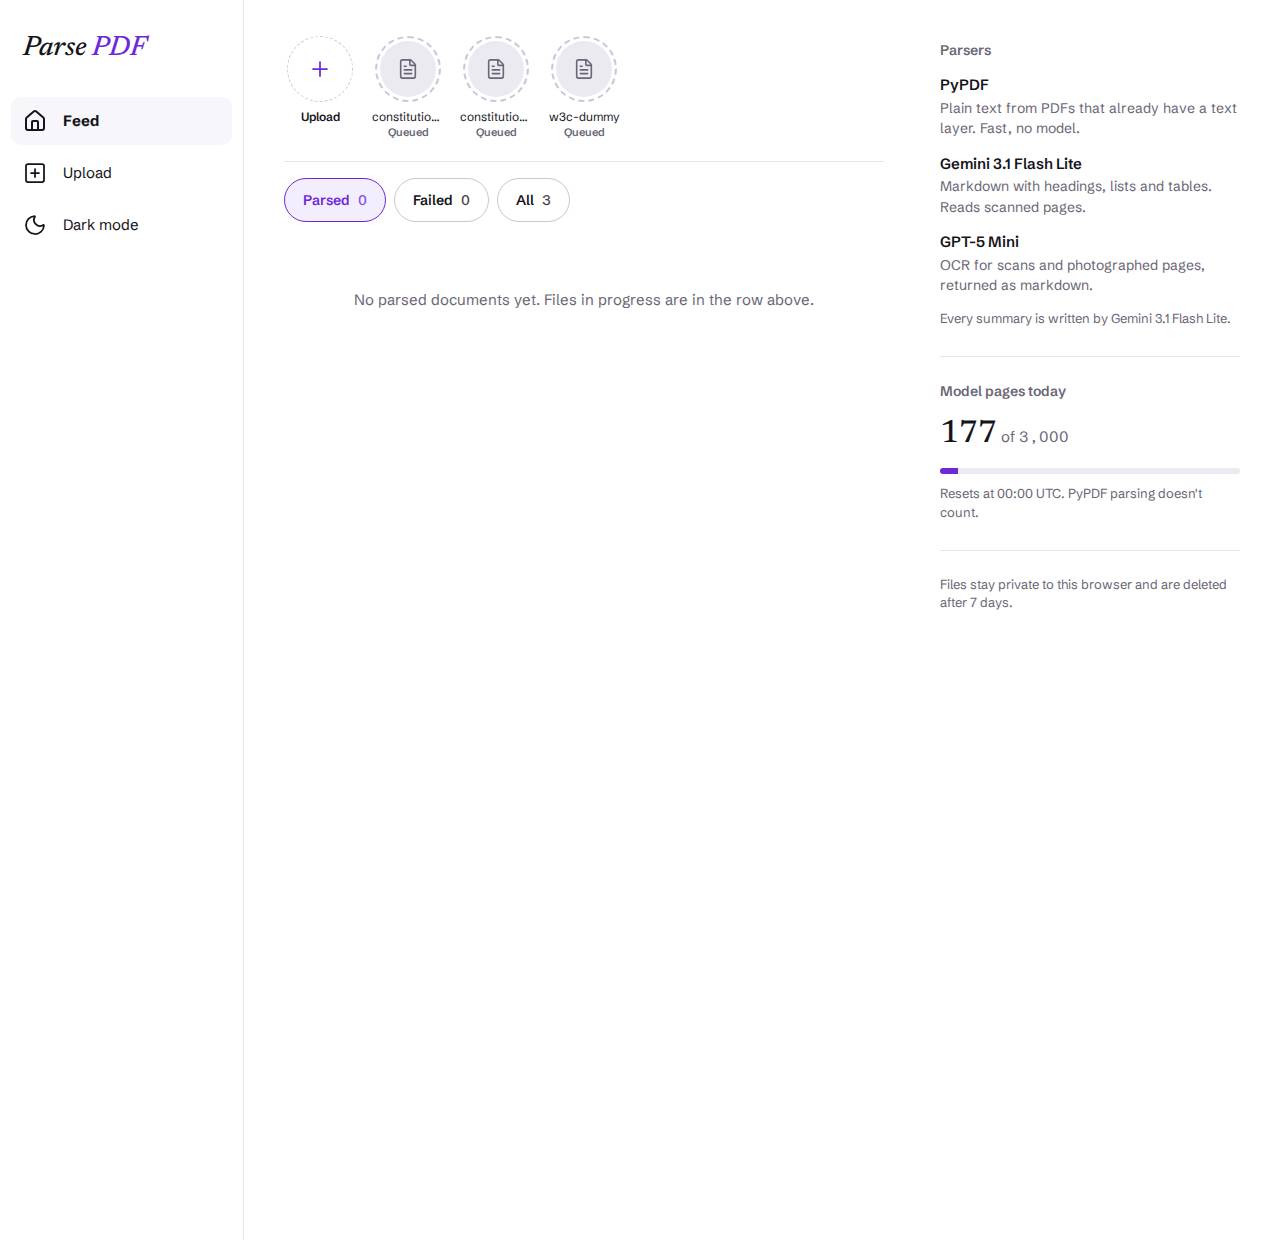 Parse PDF
Feed
Upload
Dark mode
Upload
constitutio...
Queued
constitutio...
Queued
w3c-dummy
Queued
Parsed 0
Failed 0
All 3
No parsed documents yet. Files in progress are in the row above.
Parsers
PyPDF
Plain text from PDFs that already have a text
layer. Fast, no model.
Gemini 3.1 Flash Lite
Markdown with headings, lists and tables.
Reads scanned pages.
GPT-5 Mini
OCR for scans and photographed pages,
returned as markdown.
Every summary is written by Gemini 3.1 Flash Lite.
Model pages today
177 of 3,000
Resets at 00:00 UTC. PyPDF parsing doesn't
count.
Files stay private to this browser and are deleted
after 7 days.